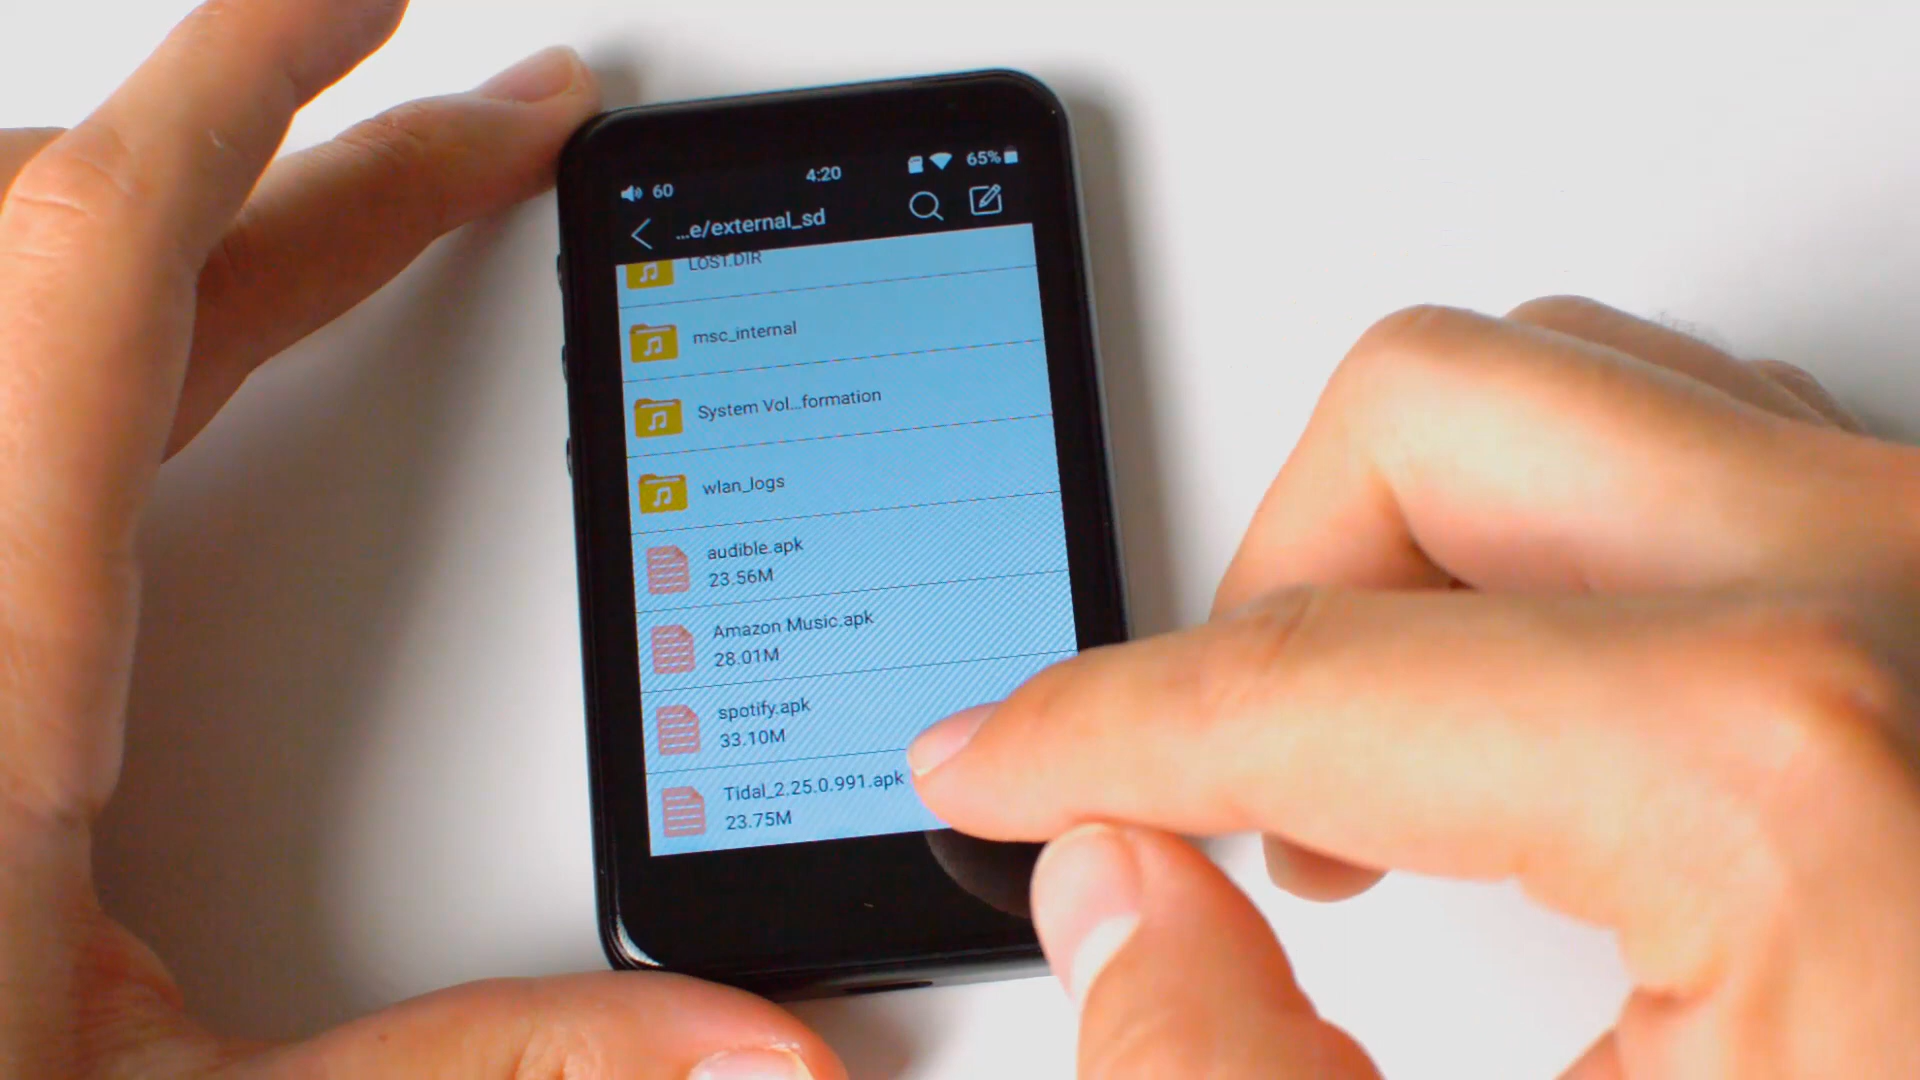 60 4:20 65%
...e/external_sd
LOST.DIR
msc_internal
System Vol...formation
wlan_logs
audible.apk
23.56M
Amazon Music.apk
28.01M
spotify.apk
33.10M
Tidal_2.25.0.991.apk
23.75M